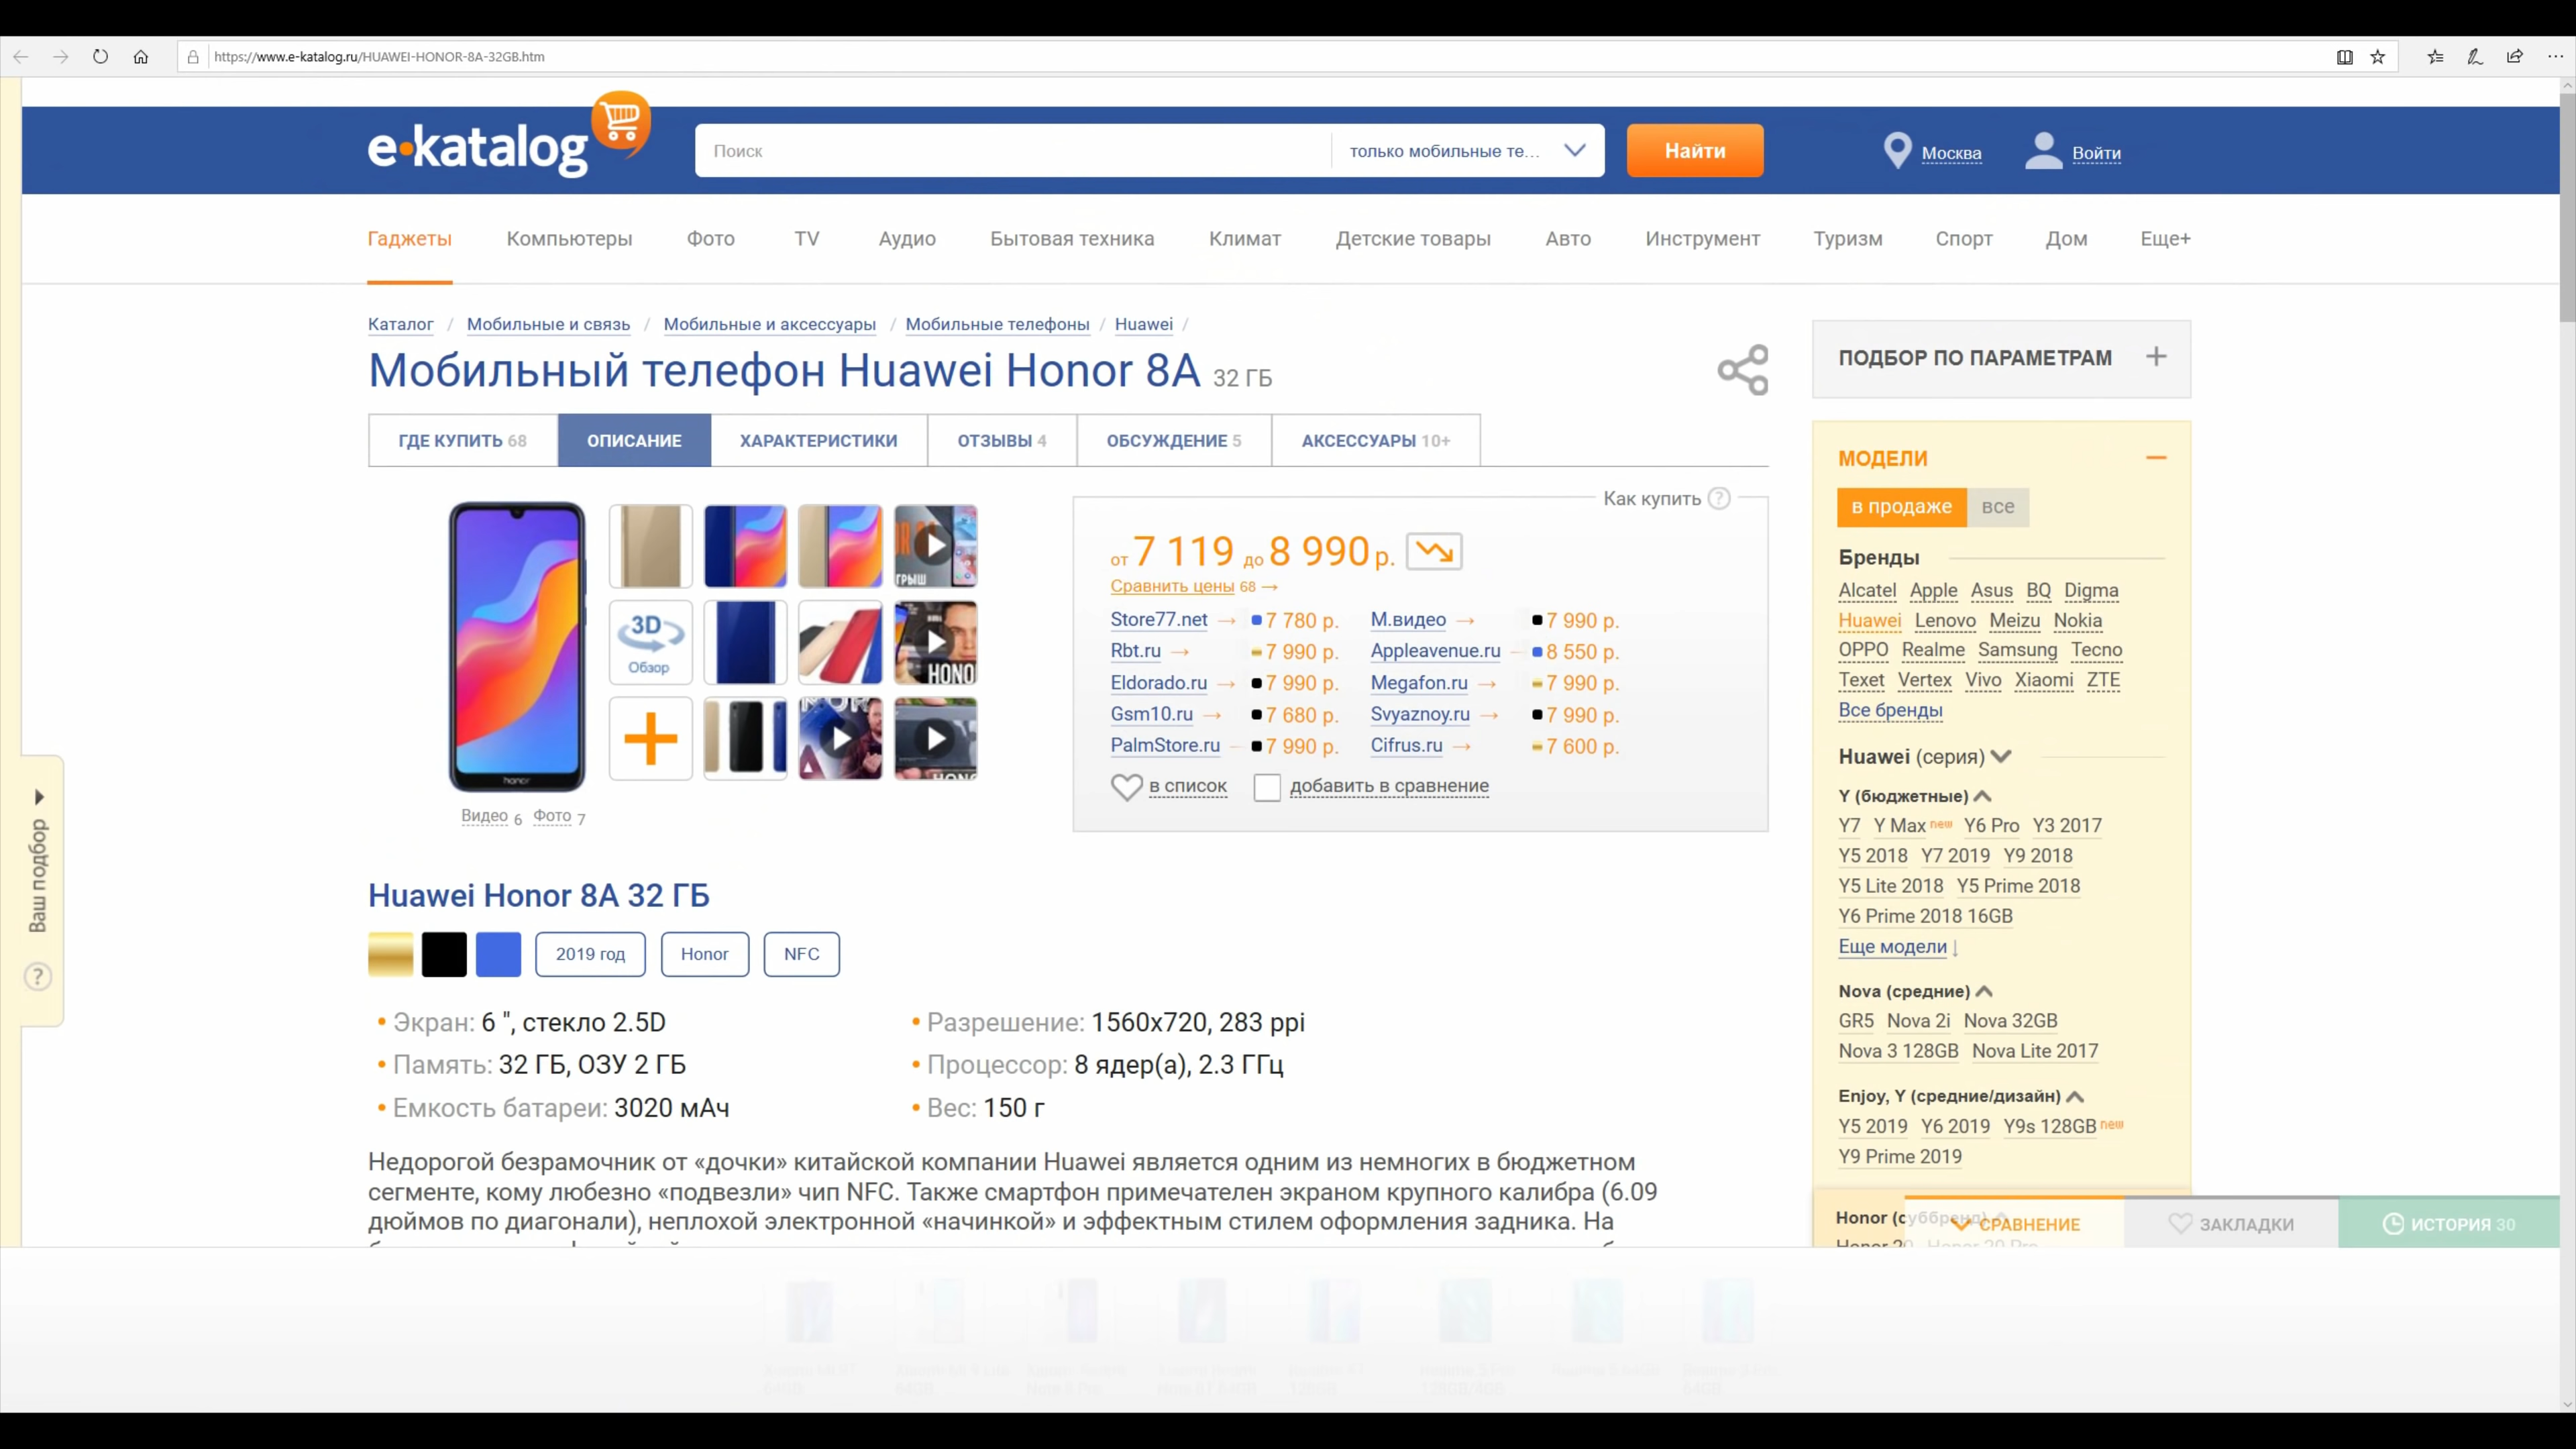 https://www.e-katalog.ru/HUAWEI-HONOR-8A-32GB.htm
e·katalog
Поиск
только мобильные те...
Найти
Москва
Войти
Гаджеты Компьютеры Фото TV Аудио Бытовая техника Климат Детские товары Авто Инструмент Туризм Спорт Дом Еще+
Каталог / Мобильные и связь / Мобильные и аксессуары / Мобильные телефоны / Huawei /
Мобильный телефон Huawei Honor 8A 32 ГБ
ГДЕ КУПИТЬ 68 ОПИСАНИЕ ХАРАКТЕРИСТИКИ ОТЗЫВЫ 4 ОБСУЖДЕНИЕ 5 АКСЕССУАРЫ 10+
3D
Обзор
HONO
ГРЫШ
honor
Видео 6 Фото 7
Как купить ?
от 7 119 до 8 990 р.
Сравнить цены 68 →
Store77.net → 7 780 р. М.видео → 7 990 р.
Rbt.ru → 7 990 р. Appleavenue.ru → 8 550 р.
Eldorado.ru → 7 990 р. Megafon.ru → 7 990 р.
Gsm10.ru → 7 680 р. Svyaznoy.ru → 7 990 р.
PalmStore.ru → 7 990 р. Cifrus.ru → 7 600 р.
в список добавить в сравнение
Ваш подбор
?
Huawei Honor 8A 32 ГБ
2019 год Honor NFC
• Экран: 6 ", стекло 2.5D
• Разрешение: 1560x720, 283 ppi
• Память: 32 ГБ, ОЗУ 2 ГБ
• Процессор: 8 ядер(а), 2.3 ГГц
• Емкость батареи: 3020 мАч
• Вес: 150 г
Недорогой безрамочник от «дочки» китайской компании Huawei является одним из немногих в бюджетном
сегменте, кому любезно «подвезли» чип NFC. Также смартфон примечателен экраном крупного калибра (6.09
дюймов по диагонали), неплохой электронной «начинкой» и эффектным стилем оформления задника. На
ПОДБОР ПО ПАРАМЕТРАМ +
МОДЕЛИ
в продаже все
Бренды
Alcatel Apple Asus BQ Digma
Huawei Lenovo Meizu Nokia
OPPO Realme Samsung Tecno
Texet Vertex Vivo Xiaomi ZTE
Все бренды
Huawei (серия)
Y (бюджетные)
Y7 Y Max new Y6 Pro Y3 2017
Y5 2018 Y7 2019 Y9 2018
Y5 Lite 2018 Y5 Prime 2018
Y6 Prime 2018 16GB
Еще модели ↓
Nova (средние)
GR5 Nova 2i Nova 32GB
Nova 3 128GB Nova Lite 2017
Enjoy, Y (средние/дизайн)
Y5 2019 Y6 2019 Y9s 128GB new
Y9 Prime 2019
Honor (суббренд)
СРАВНЕНИЕ ЗАКЛАДКИ ИСТОРИЯ 30